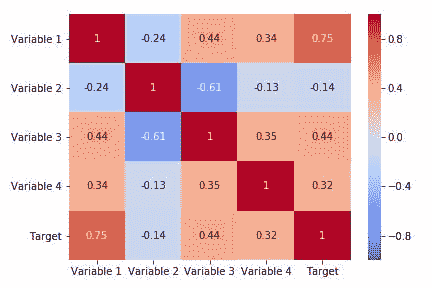 Variable 1 1 -0.24 0.44 0.34 0.75
Variable 2 -0.24 1 -0.61 -0.13 -0.14
Variable 3 0.44 -0.61 1 0.35 0.44
Variable 4 0.34 -0.13 0.35 1 0.32
Target 0.75 -0.14 0.44 0.32 1
Variable 1 Variable 2 Variable 3 Variable 4 Target
0.8
0.4
0.0
−0.4
−0.8